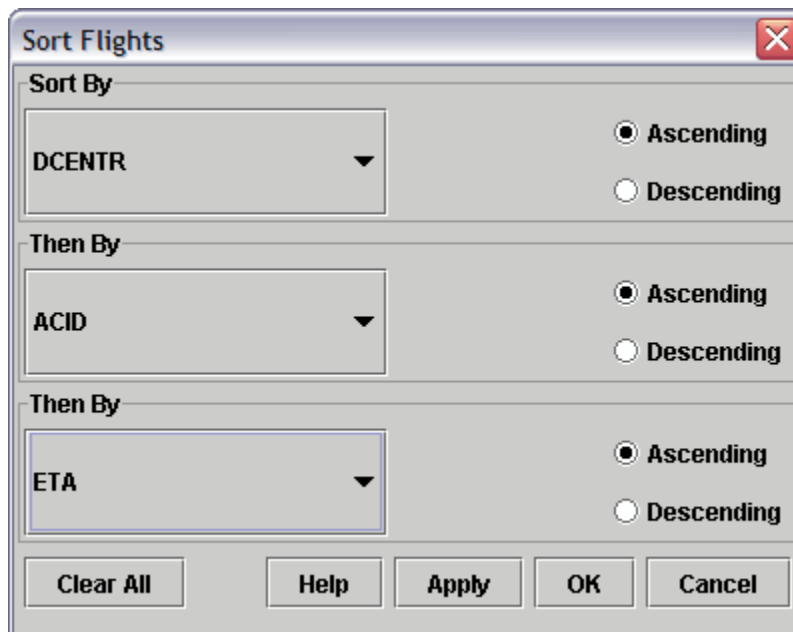 Sort Flights
Sort By
DCENTR
Ascending
Descending
Then By
ACID
Ascending
Descending
Then By
ETA
Ascending
Descending
Clear All Help Apply OK Cancel